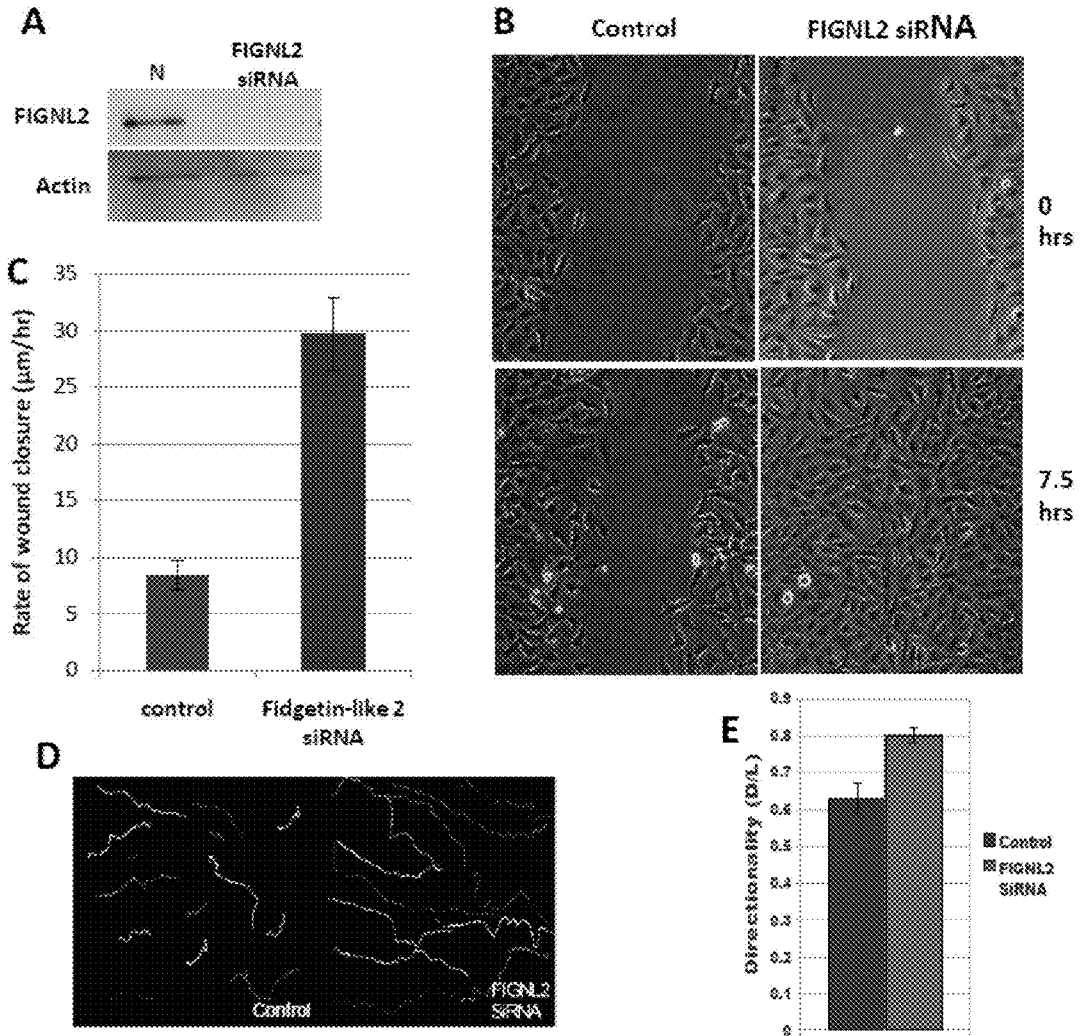 A
N
FIGNL2
siRNA
FIGNL2
Actin
B
Control
FIGNL2 siRNA
0
hrs
7.5
hrs
C
Rate of wound closure (µm/hr)
35
30
25
20
15
10
5
0
control
Fidgetin-like 2
siRNA
D
Control
FIGNL2
SiRNA
E
Directionality (D/L)
0.9
0.8
0.7
0.6
0.5
0.4
0.3
0.2
0.1
0
Control
FIGNL2
SiRNA